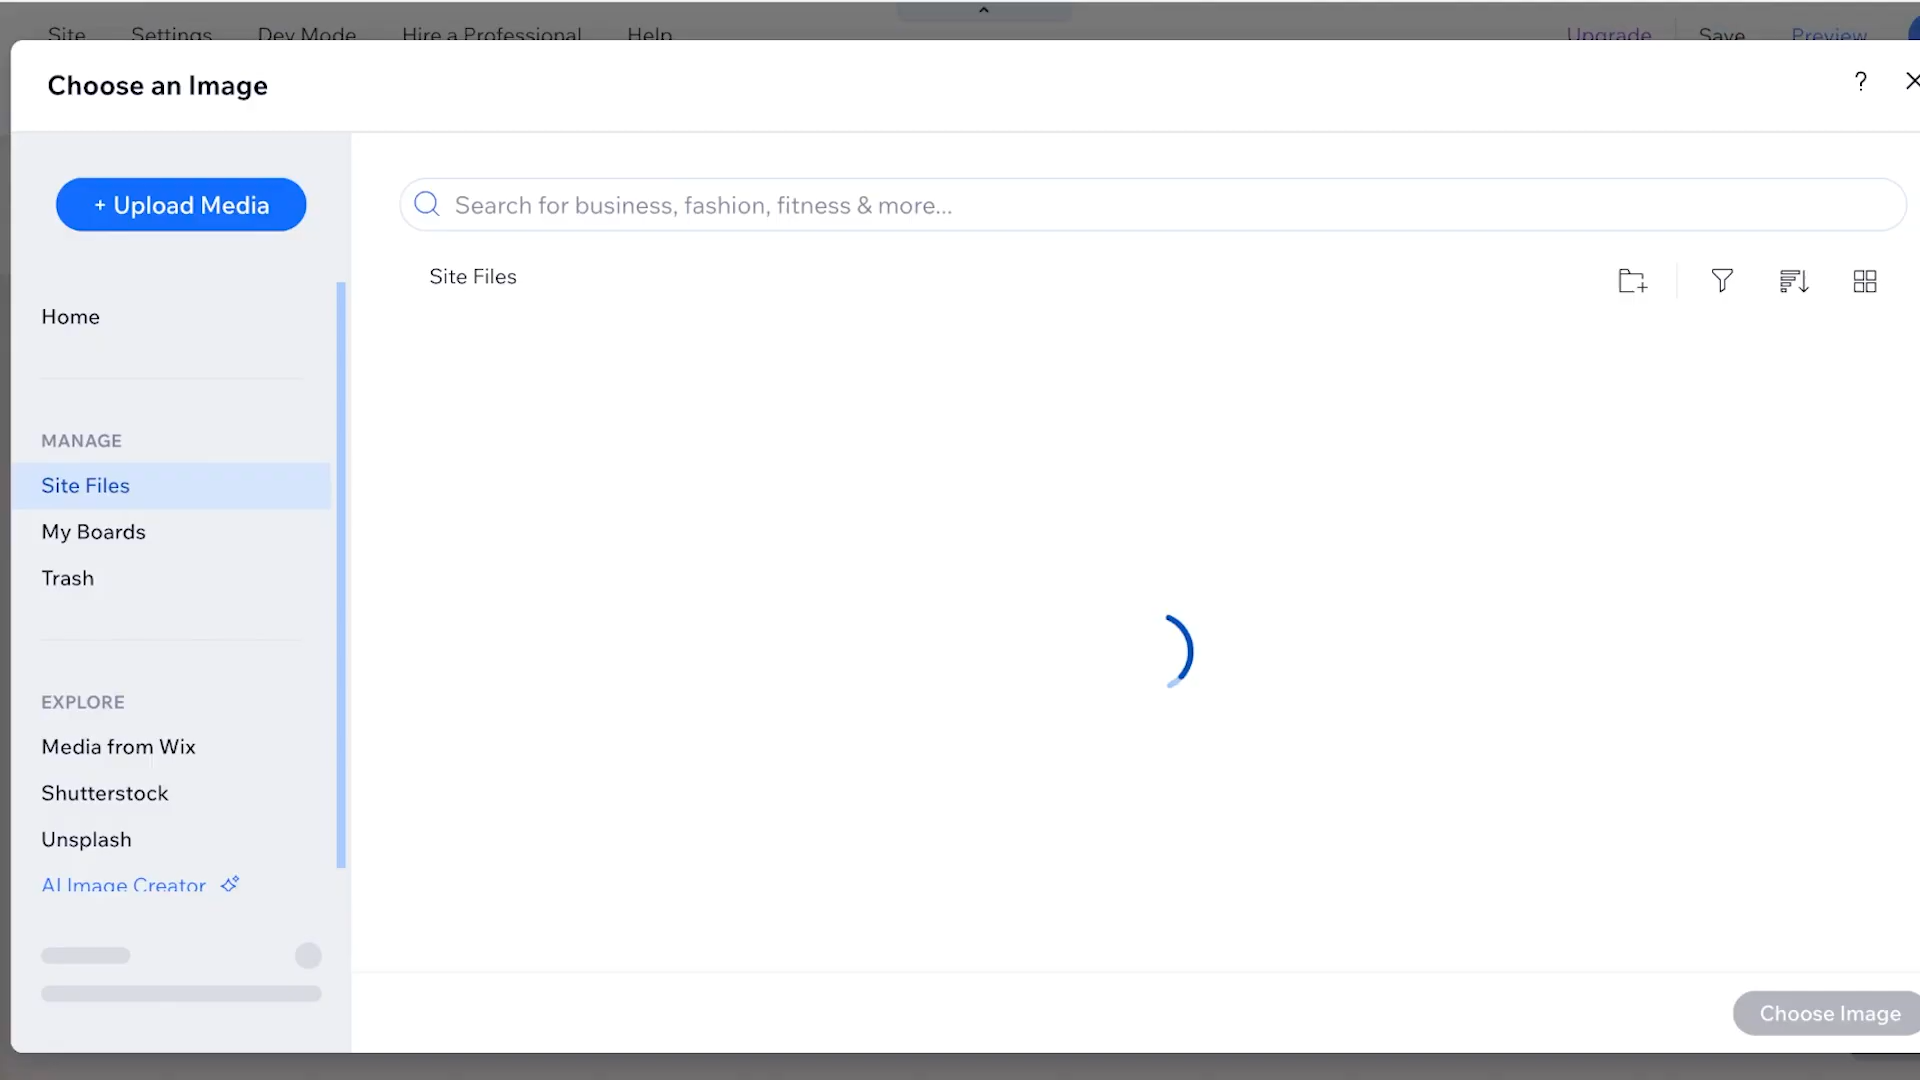 Site Settings Dev Mode Hire a Professional Help Upgrade Save Preview
Choose an Image ?
+ Upload Media
Search for business, fashion, fitness & more...
Site Files
Home
MANAGE
Site Files
My Boards
Trash
EXPLORE
Media from Wix
Shutterstock
Unsplash
AI Image Creator
Choose Image